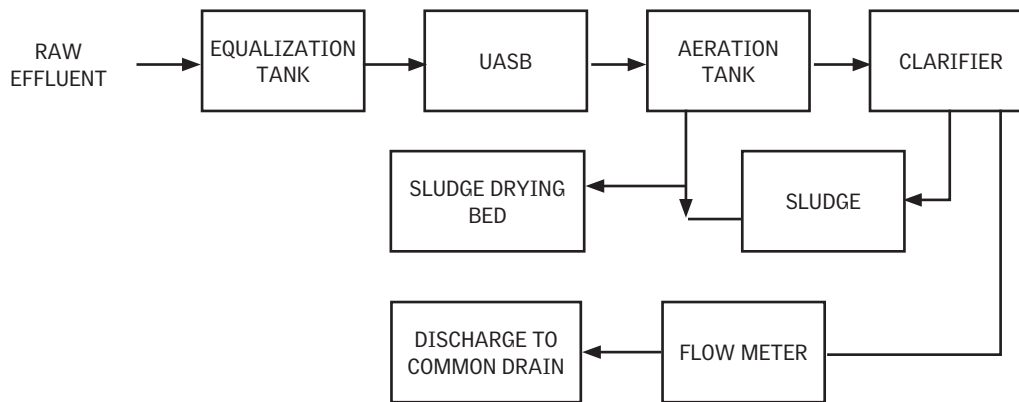 RAW
EFFLUENT
EQUALIZATION
TANK
UASB
AERATION
TANK
CLARIFIER
SLUDGE DRYING
BED
SLUDGE
DISCHARGE TO
COMMON DRAIN
FLOW METER